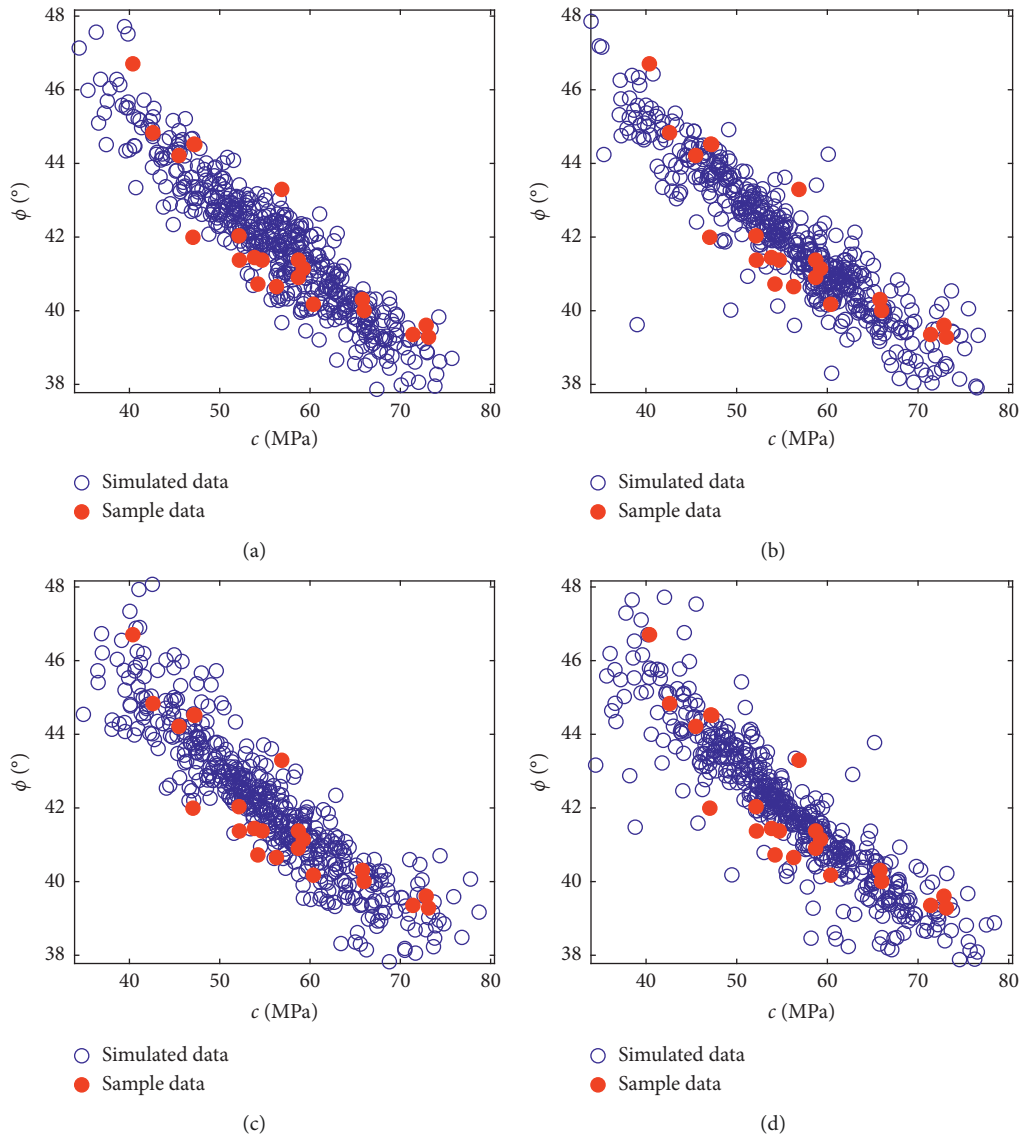 48
46
44
42
40
38
ϕ (°)
40 50 60 70 80
c (MPa)
Simulated data
Sample data
(a)
48
46
44
42
40
38
ϕ (°)
40 50 60 70 80
c (MPa)
Simulated data
Sample data
(b)
48
46
44
42
40
38
ϕ (°)
40 50 60 70 80
c (MPa)
Simulated data
Sample data
(c)
48
46
44
42
40
38
ϕ (°)
40 50 60 70 80
c (MPa)
Simulated data
Sample data
(d)